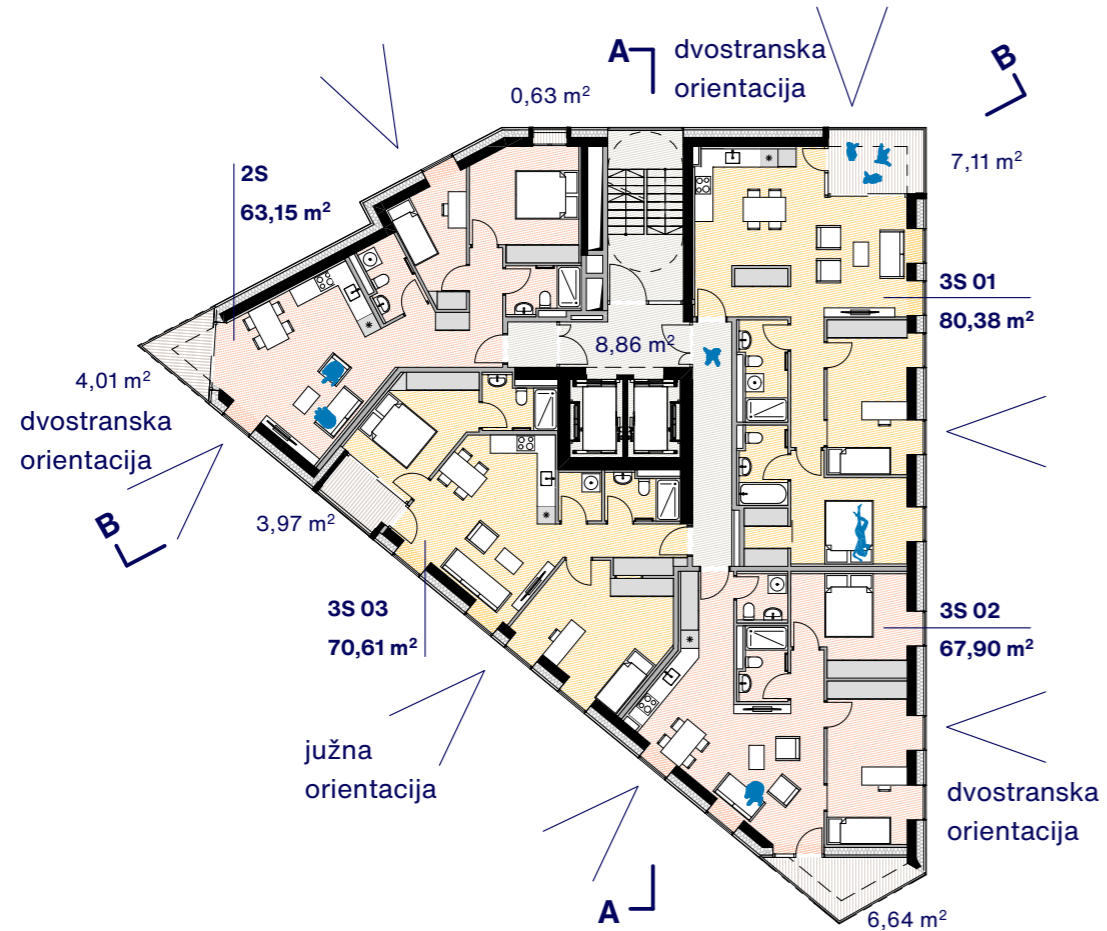 A
dvostranska
orientacija
B
0,63 m²
7,11 m²
2S
63,15 m²
3S 01
80,38 m²
8,86 m²
4,01 m²
dvostranska
orientacija
B
3,97 m²
3S 03
70,61 m²
3S 02
67,90 m²
južna
orientacija
dvostranska
orientacija
A
6,64 m²